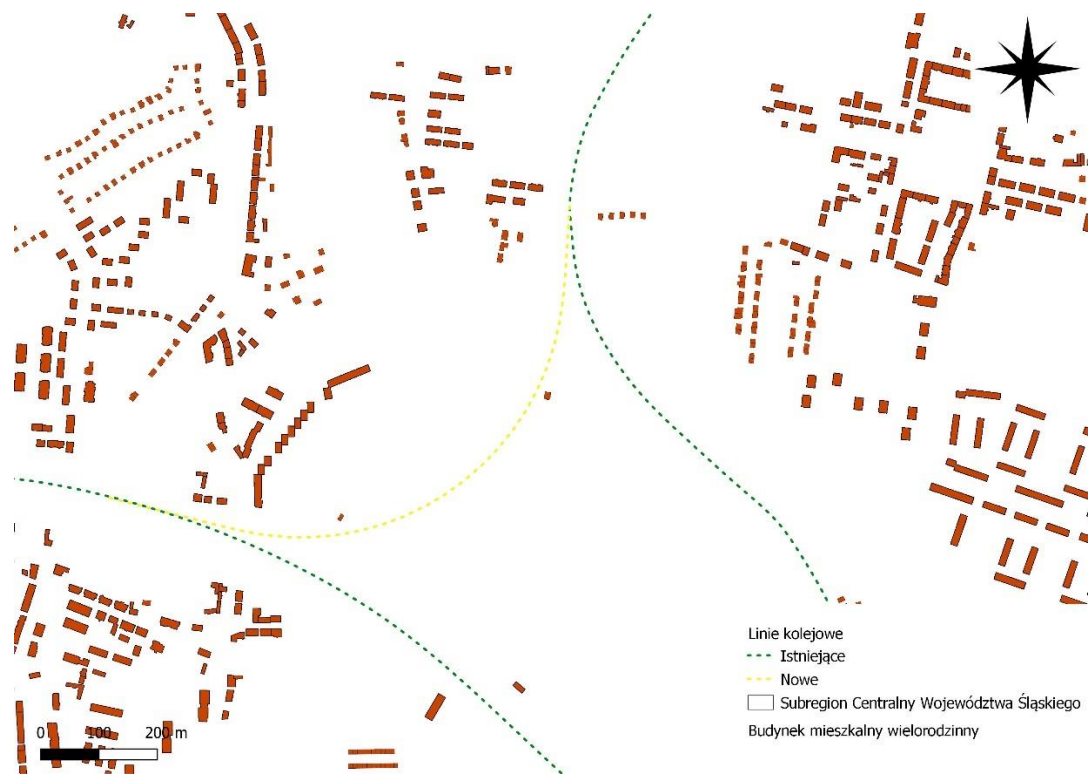 Linie kolejowe
Istniejące
Nowe
Subregion Centralny Województwa Śląskiego
Budynek mieszkalny wielorodzinny
0 100 200 m